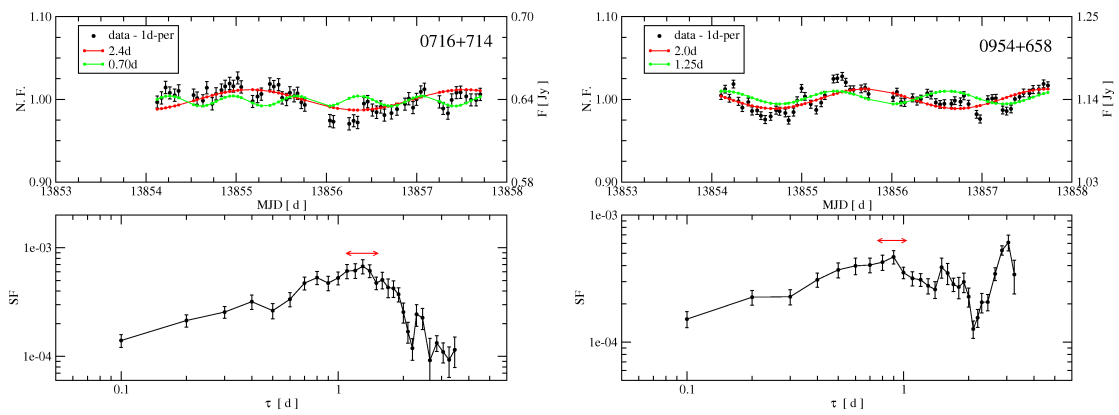 1.10
1.00
0.90
N. F.
data - 1d-per
2.4d
0.70d
0716+714
0.70
0.64
0.58
F [ Jy ]
13853 13854 13855 13856 13857 13858
MJD [ d ]
1e-03
1e-04
SF
0.1 1
τ [ d ]
1.10
1.00
0.90
N. F.
data - 1d-per
2.0d
1.25d
0954+658
1.25
1.14
1.03
F [ Jy ]
13853 13854 13855 13856 13857 13858
MJD [ d ]
1e-03
1e-04
SF
0.1 1
τ [ d ]